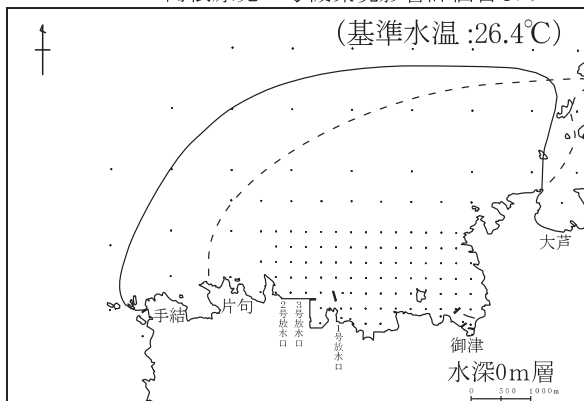 (基準水温:26.4℃)
大芦
手結
片句
2号放水口
3号放水口
1号放水口
御津
水深0m層
0 500 1000m